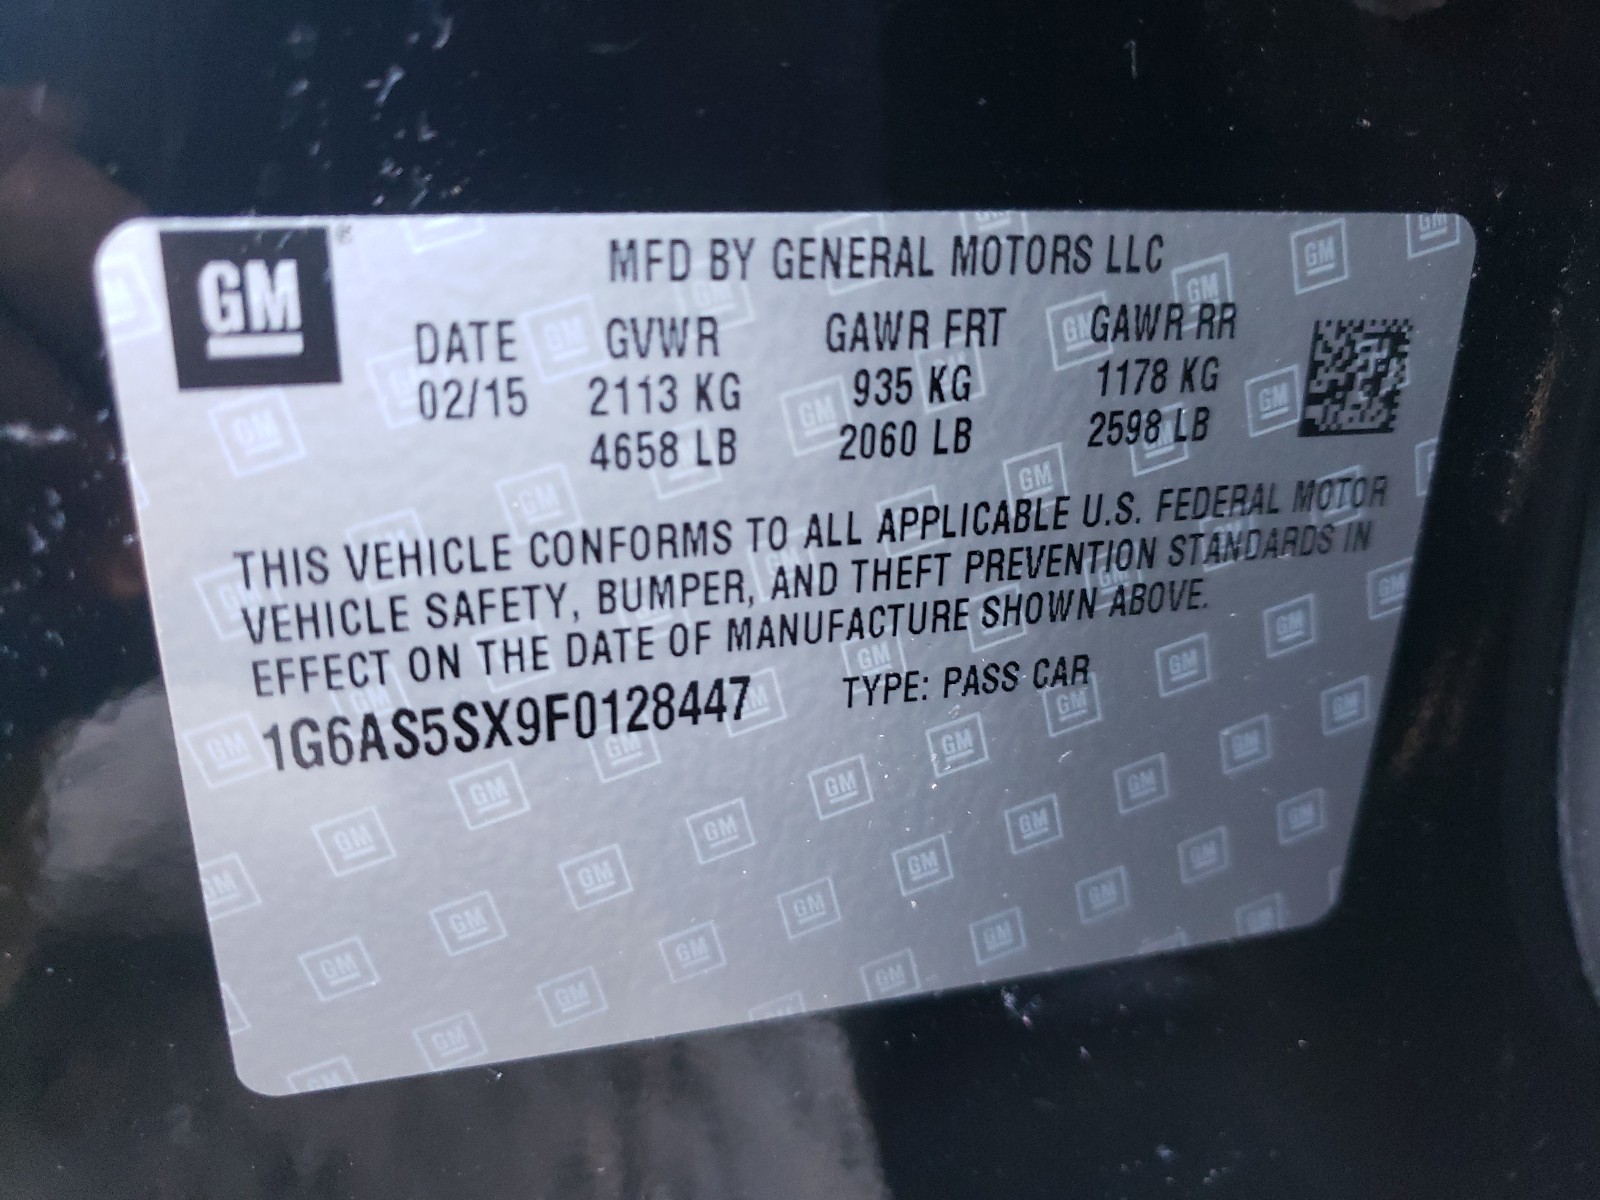 GM
MFD BY GENERAL MOTORS LLC
DATE GVWR GAWR FRT GAWR RR
02/15 2113 KG 935 KG 1178 KG
4658 LB 2060 LB 2598 LB
THIS VEHICLE CONFORMS TO ALL APPLICABLE U.S. FEDERAL MOTOR
VEHICLE SAFETY, BUMPER, AND THEFT PREVENTION STANDARDS IN
EFFECT ON THE DATE OF MANUFACTURE SHOWN ABOVE.
1G6AS5SX9F0128447 TYPE: PASS CAR